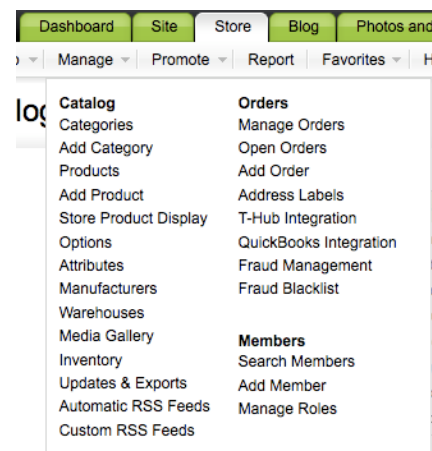 Dashboard Site Store Blog Photos and
Manage Promote Report Favorites
Catalog
Categories
Add Category
Products
Add Product
Store Product Display
Options
Attributes
Manufacturers
Warehouses
Media Gallery
Inventory
Updates & Exports
Automatic RSS Feeds
Custom RSS Feeds
Orders
Manage Orders
Open Orders
Add Order
Address Labels
T-Hub Integration
QuickBooks Integration
Fraud Management
Fraud Blacklist
Members
Search Members
Add Member
Manage Roles